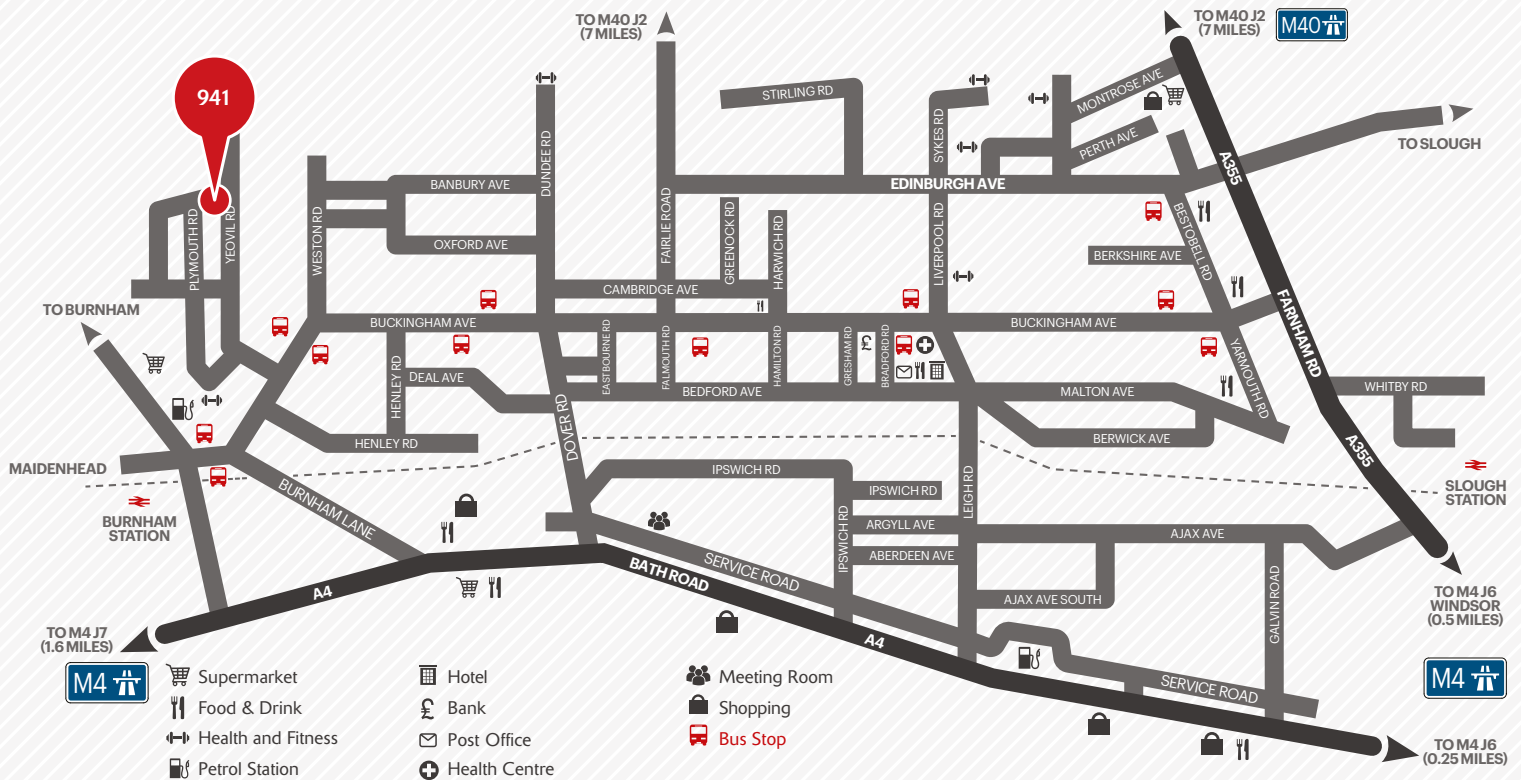 TO M40 J2
(7 MILES)
TO M40 J2
(7 MILES)
M40
941
STIRLING RD
MONTROSE AVE
PERTH AVE
SYKES RD
DUNDEE RD
TO SLOUGH
A355
BANBURY AVE
EDINBURGH AVE
PLYMOUTH RD
YEOVIL RD
WESTON RD
OXFORD AVE
FAIRLIE ROAD
GREENOCK RD
HARWICH RD
LIVERPOOL RD
BESTOBELL RD
BERKSHIRE AVE
CAMBRIDGE AVE
TO BURNHAM
FARNHAM RD
BUCKINGHAM AVE
BUCKINGHAM AVE
HENLEY RD
DEAL AVE
EASTBOURNE RD
FALMOUTH RD
HAMILTON RD
GRESHAM RD
£
BRADFORD RD
YARMOUTH RD
BEDFORD AVE
MALTON AVE
WHITBY RD
HENLEY RD
DOVER RD
BERWICK AVE
A355
MAIDENHEAD
BURNHAM
STATION
BURNHAM LANE
IPSWICH RD
IPSWICH RD
IPSWICH RD
LEIGH RD
SLOUGH
STATION
ARGYLL AVE
AJAX AVE
ABERDEEN AVE
SERVICE ROAD
BATH ROAD
A4
AJAX AVE SOUTH
GALVIN ROAD
TO M4 J6
WINDSOR
(0.5 MILES)
TO M4 J7
(1.6 MILES)
M4
A4
SERVICE ROAD
M4
TO M4 J6
(0.25 MILES)
Supermarket
Food & Drink
Health and Fitness
Petrol Station
Hotel
£ Bank
Post Office
Health Centre
Meeting Room
Shopping
Bus Stop